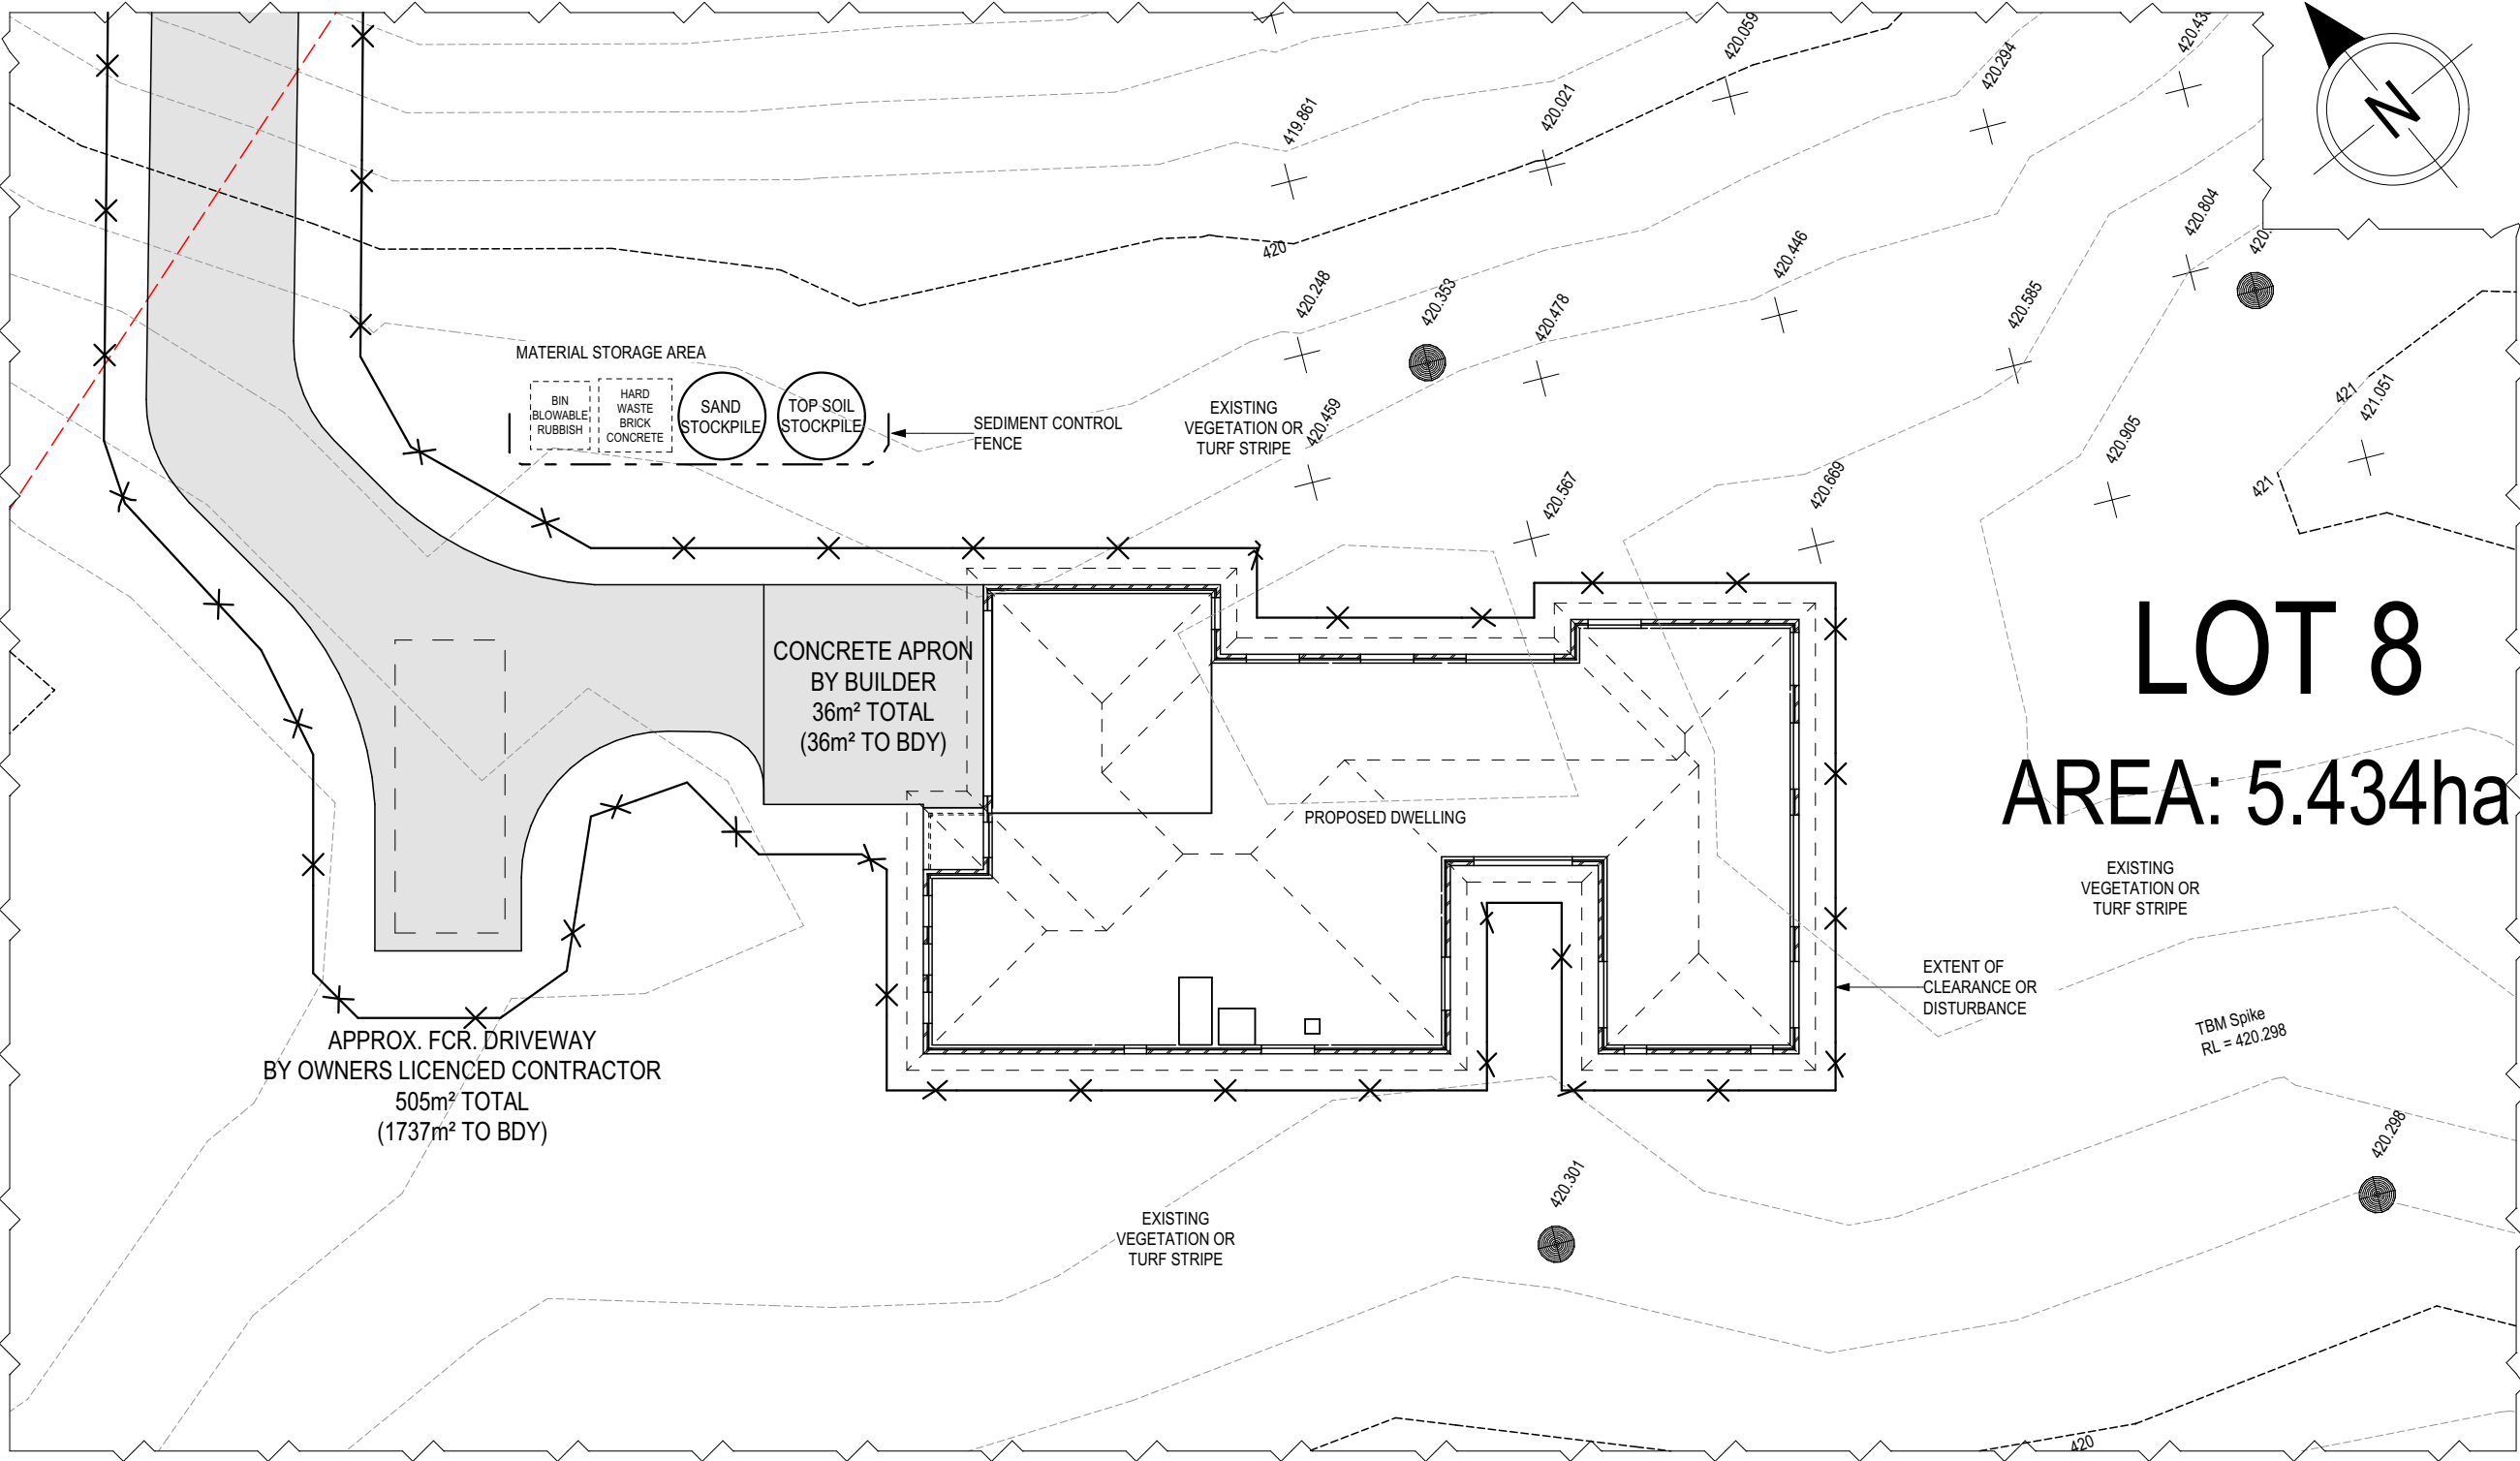 420.059
420.294
N
419.861
420.021
420.804
420
420.446
420.248
420.353
420.478
420.585
MATERIAL STORAGE AREA
BIN
BLOWABLE
RUBBISH
HARD
WASTE
BRICK
CONCRETE
SAND
STOCKPILE
TOP SOIL
STOCKPILE
SEDIMENT CONTROL
FENCE
EXISTING
VEGETATION OR
TURF STRIPE
420.459
421
421.051
420.905
421
420.567
420.669
LOT 8
AREA: 5.434ha
CONCRETE APRON
BY BUILDER
36m² TOTAL
(36m² TO BDY)
PROPOSED DWELLING
EXISTING
VEGETATION OR
TURF STRIPE
EXTENT OF
CLEARANCE OR
DISTURBANCE
TBM Spike
RL = 420.298
APPROX. FCR. DRIVEWAY
BY OWNERS LICENCED CONTRACTOR
505m² TOTAL
(1737m² TO BDY)
420.298
420.301
EXISTING
VEGETATION OR
TURF STRIPE
420